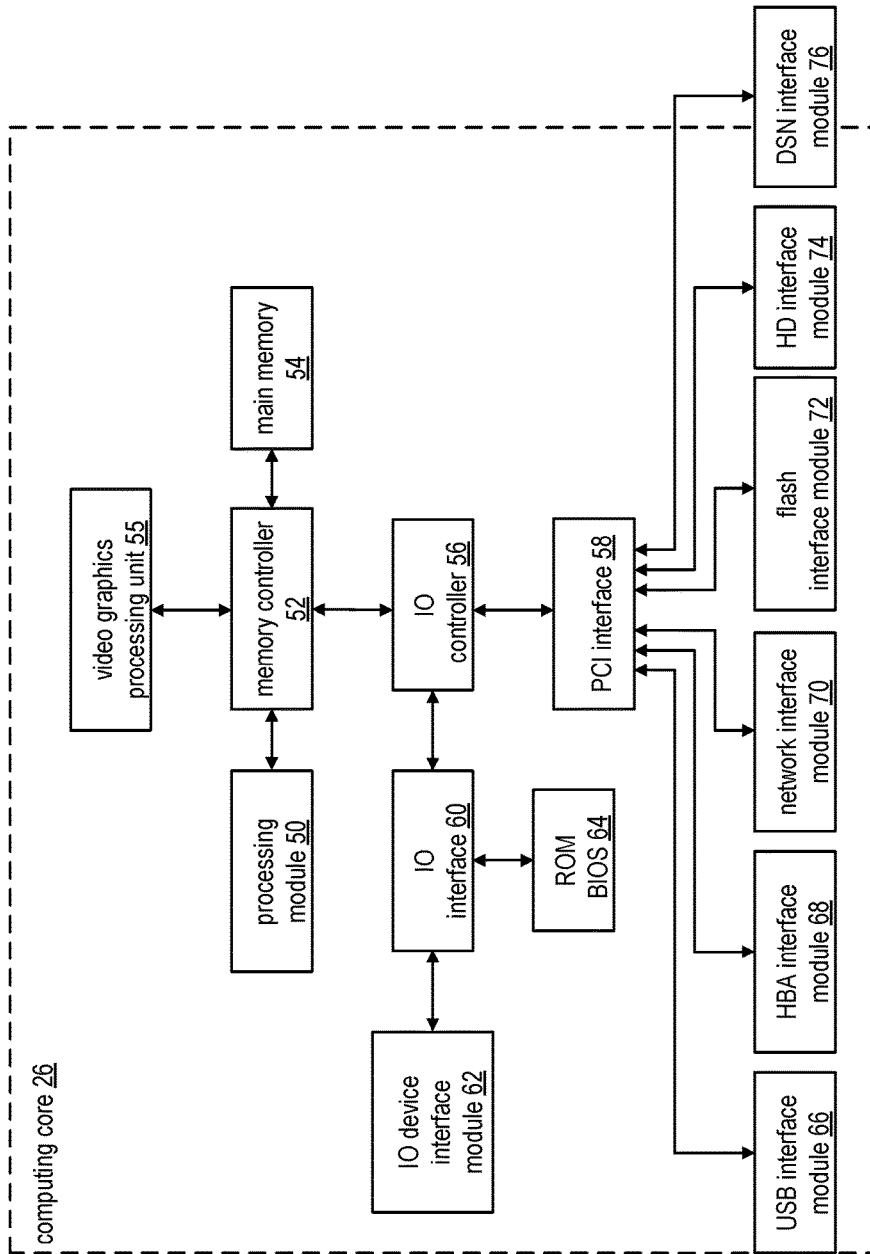 computing core 26
video graphics
processing unit 55
processing
module 50
memory controller
52
main memory
54
IO device
interface
module 62
IO
interface 60
IO
controller 56
ROM
BIOS 64
PCI interface 58
USB interface
module 66
HBA interface
module 68
network interface
module 70
flash
interface module 72
HD interface
module 74
DSN interface
module 76